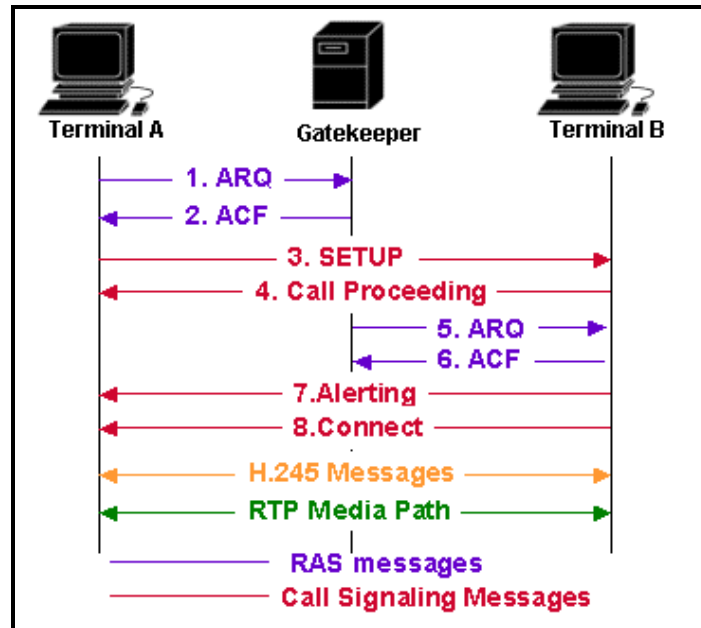 Terminal A
Gatekeeper
Terminal B
1. ARQ
2. ACF
3. SETUP
4. Call Proceeding
5. ARQ
6. ACF
7.Alerting
8.Connect
H.245 Messages
RTP Media Path
RAS messages
Call Signaling Messages